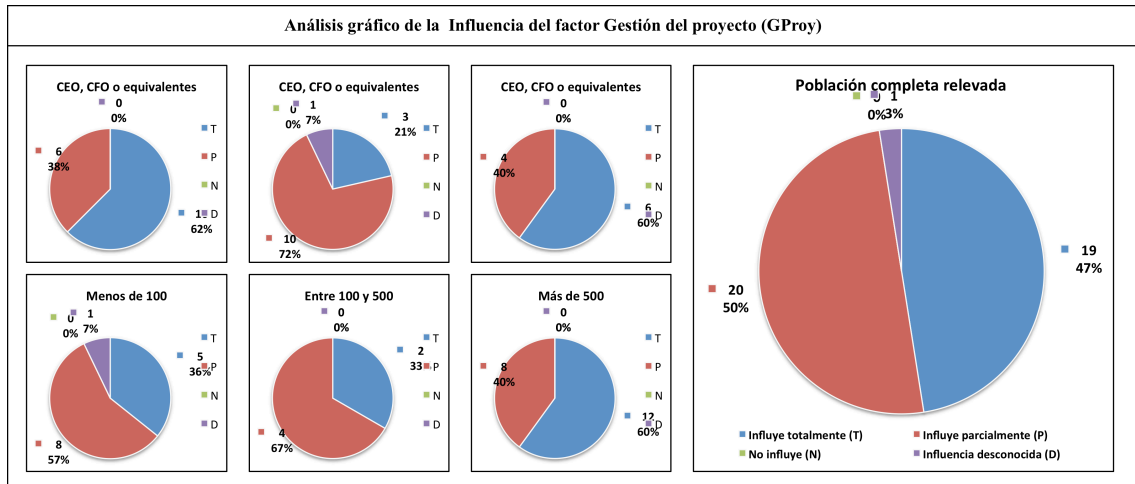 Análisis gráfico de la Influencia del factor Gestión del proyecto (GProy)
CEO, CFO o equivalentes
0
0%
6
38%
1
62%
T
P
N
D
CEO, CFO o equivalentes
0
0%
1
7%
3
21%
10
72%
T
P
N
D
CEO, CFO o equivalentes
0
0%
4
40%
6
60%
T
P
N
D
Menos de 100
0
0%
1
7%
5
36%
8
57%
T
P
N
D
Entre 100 y 500
0
0%
2
33
4
67%
T
P
N
D
Más de 500
0
0%
8
40%
12
60%
T
P
N
D
Población completa relevada
0%
1
3%
19
47%
20
50%
Influye totalmente (T)
Influye parcialmente (P)
No influye (N)
Influencia desconocida (D)